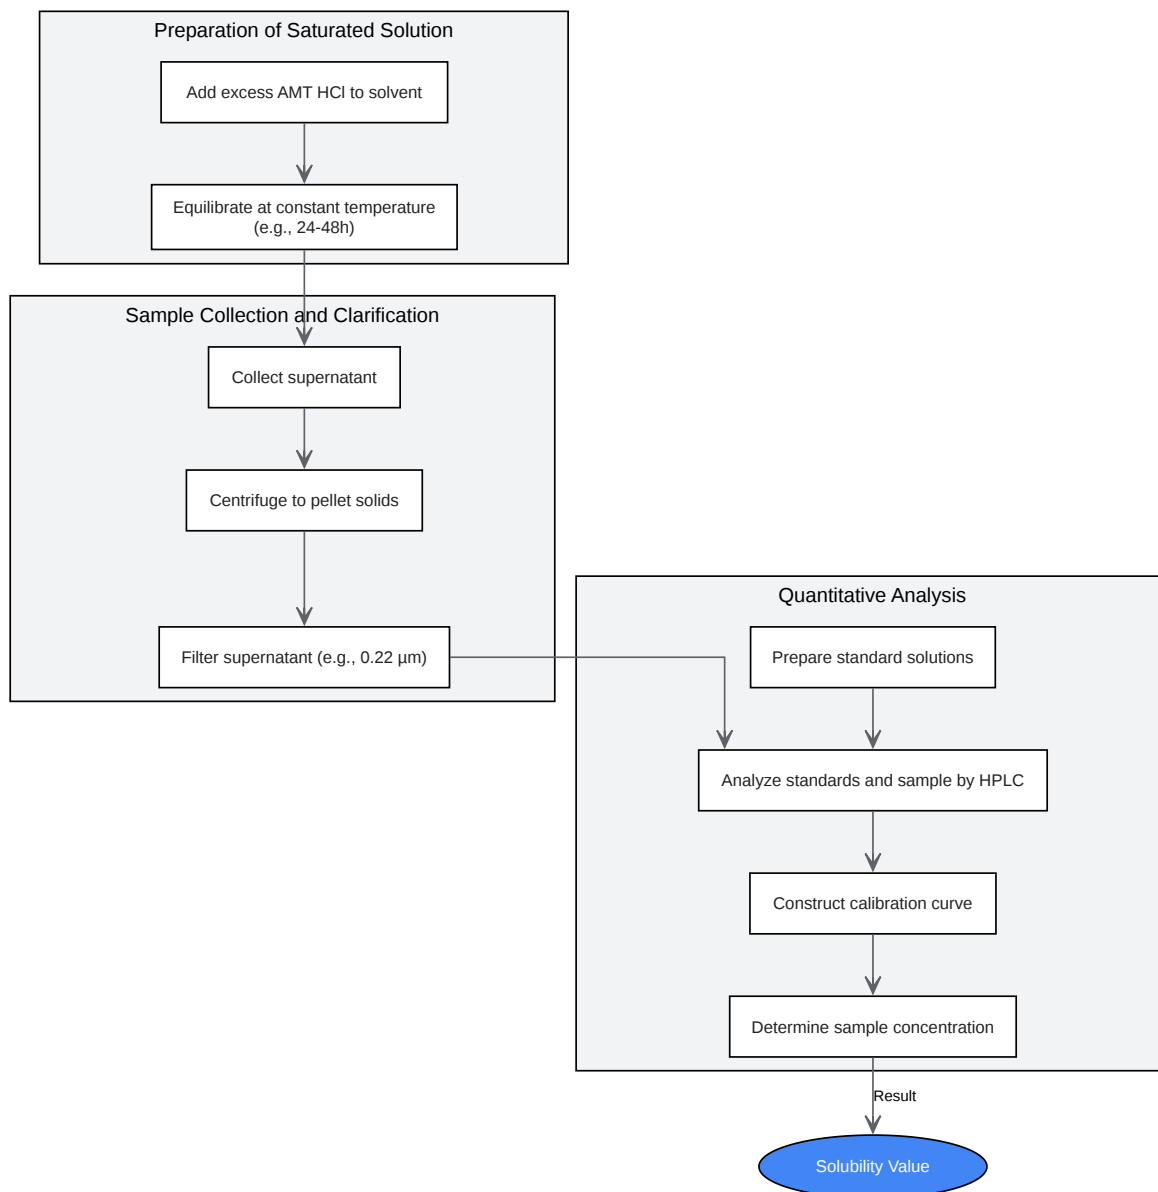 Preparation of Saturated Solution
Add excess AMT HCl to solvent
Equilibrate at constant temperature
(e.g., 24-48h)
Sample Collection and Clarification
Collect supernatant
Centrifuge to pellet solids
Filter supernatant (e.g., 0.22 µm)
Quantitative Analysis
Prepare standard solutions
Analyze standards and sample by HPLC
Construct calibration curve
Determine sample concentration
Result
Solubility Value